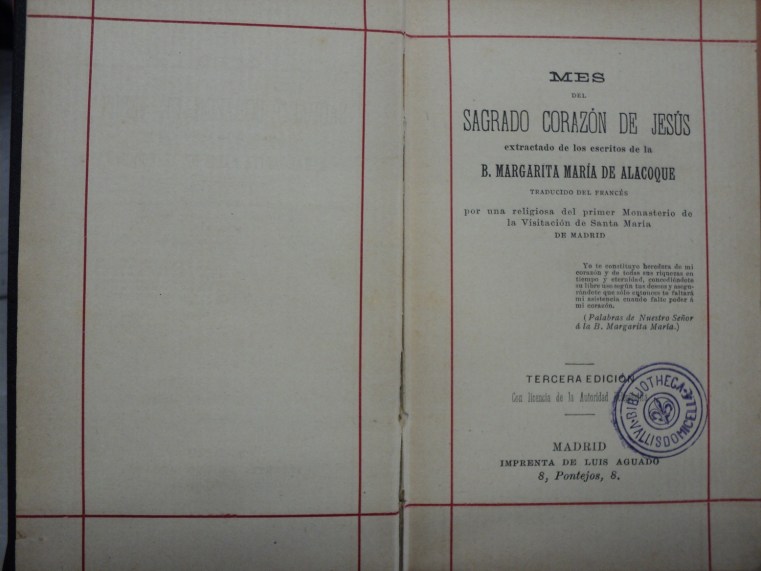 MES
DEL
SAGRADO CORAZÓN DE JESÚS
extractado de los escritos de la
B. MARGARITA MARÍA DE ALACOQUE
TRADUCIDO DEL FRANCÉS
por una religiosa del primer Monasterio de
la Visitación de Santa María
DE MADRID
Yo te constituyo heredera de mi
corazón y de todas sus riquezas en
tiempo y eternidad, concediéndote
su libre uso según tus deseos y asegu-
rándote que sólo entonces te faltará
mi asistencia cuando falte poder á
mi corazón.
(Palabras de Nuestro Señor
á la B. Margarita María.)
TERCERA EDICIÓN
Con licencia de la Autoridad
BIBLIOTHECA
VALLISDOMICELLAE
MADRID
IMPRENTA DE LUIS AGUADO
8, Pontejos, 8.